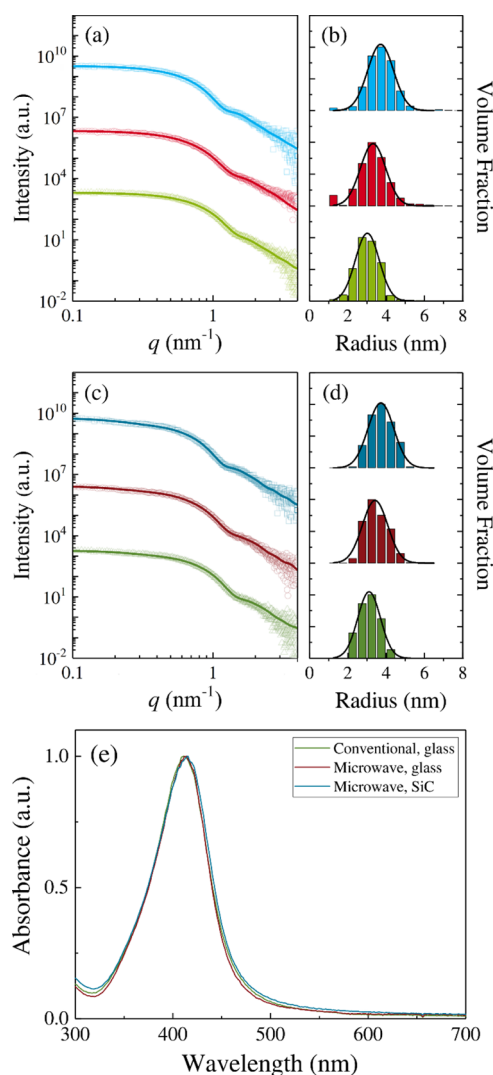 (a)
(b)
Intensity (a.u.)
10^10
10^7
10^4
10^1
10^-2
0.1
1
q (nm^-1)
0
2
4
6
8
Radius (nm)
Volume Fraction
(c)
(d)
Intensity (a.u.)
10^10
10^7
10^4
10^1
10^-2
0.1
1
q (nm^-1)
0
2
4
6
8
Radius (nm)
Volume Fraction
(e)
Conventional, glass
Microwave, glass
Microwave, SiC
Absorbance (a.u.)
1.0
0.5
0.0
300
400
500
600
700
Wavelength (nm)